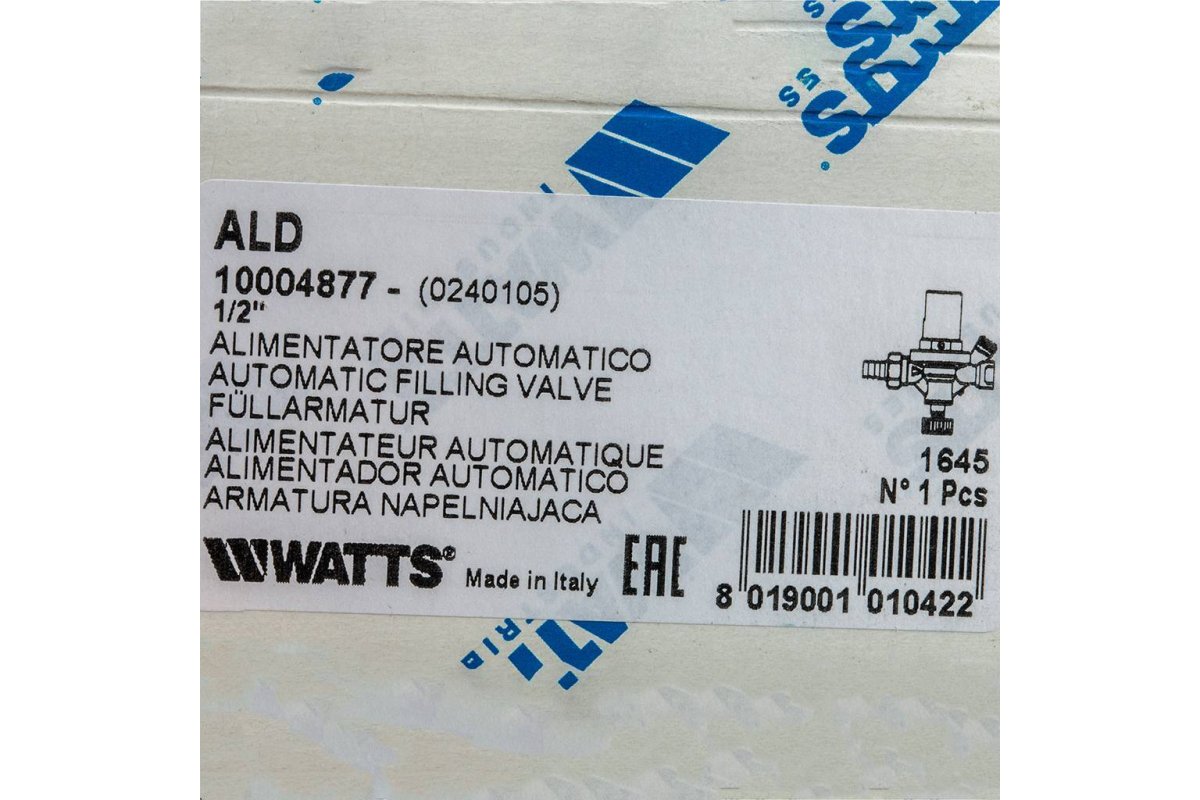 ALD
10004877 - (0240105)
1/2"
ALIMENTATORE AUTOMATICO
AUTOMATIC FILLING VALVE
FÜLLARMATUR
ALIMENTATEUR AUTOMATIQUE
ALIMENTADOR AUTOMATICO
ARMATURA NAPELNIAJACA
1645
N° 1 Pcs
WATTS® Made in Italy EAC
8 019001 010422